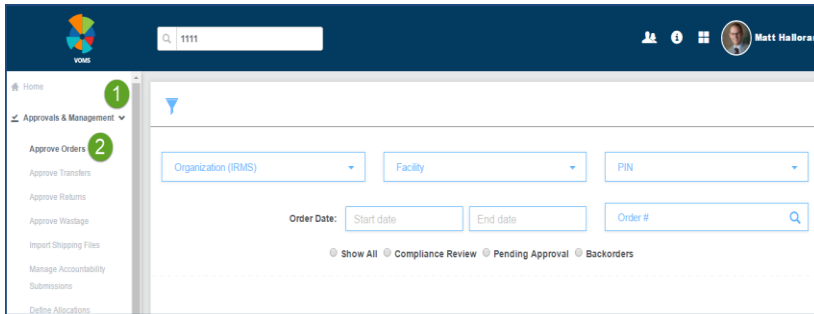 VOMS
1111
Matt Hallora
Home
1
Approvals & Management
Approve Orders
2
Approve Transfers
Approve Returns
Approve Wastage
Import Shipping Files
Manage Accountability
Submissions
Define Allocations
Organization (IRMS)
Facility
PIN
Order Date:
Start date
End date
Order #
Show All
Compliance Review
Pending Approval
Backorders